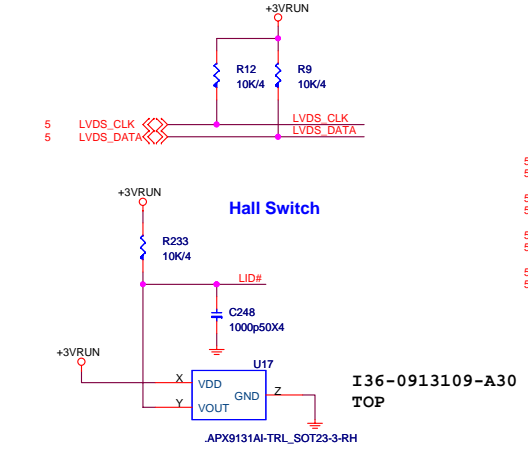 +3VRUN
R12
10K/4
R9
10K/4
5 LVDS_CLK
LVDS_CLK
5 LVDS_DATA
LVDS_DATA
+3VRUN
Hall Switch
R233
10K/4
LID#
C248
1000p50X4
+3VRUN
U17
X VDD
GND Z
Y VOUT
.APX9131AI-TRL_SOT23-3-RH
I36-0913109-A30
TOP